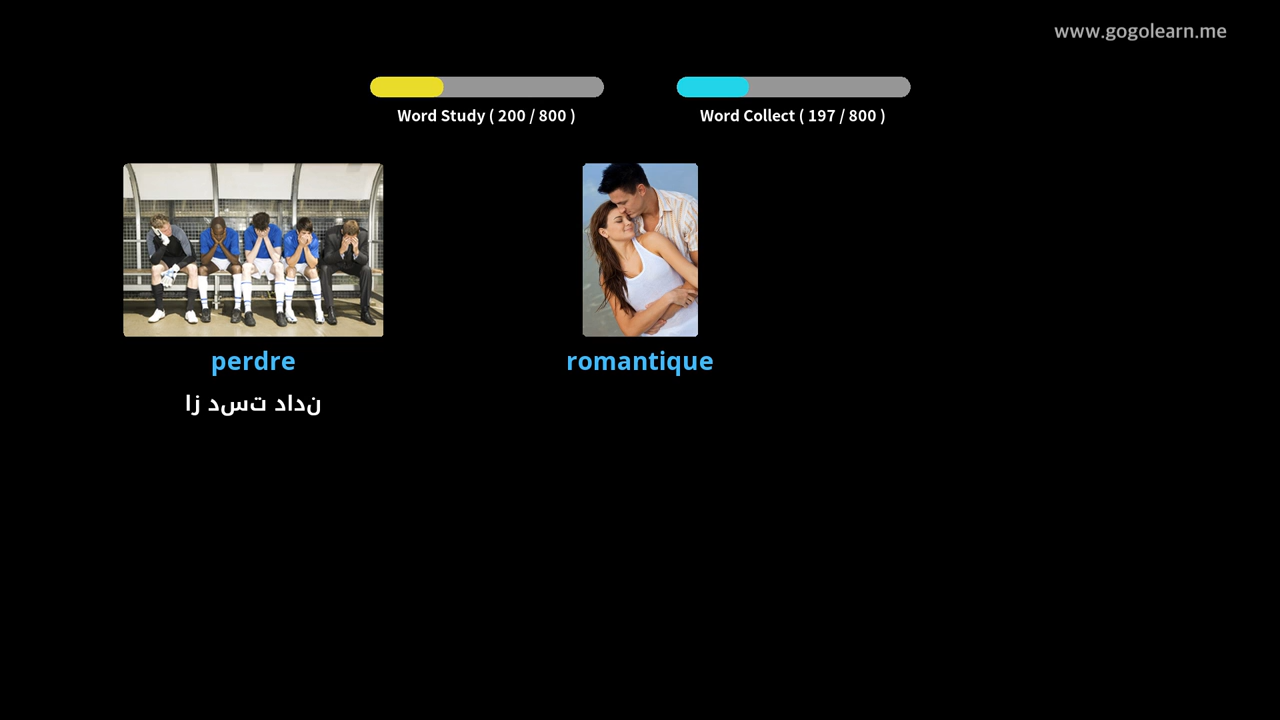 www.gogolearn.me
Word Study ( 200 / 800 )
Word Collect ( 197 / 800 )
perdre
romantique
از دست دادن